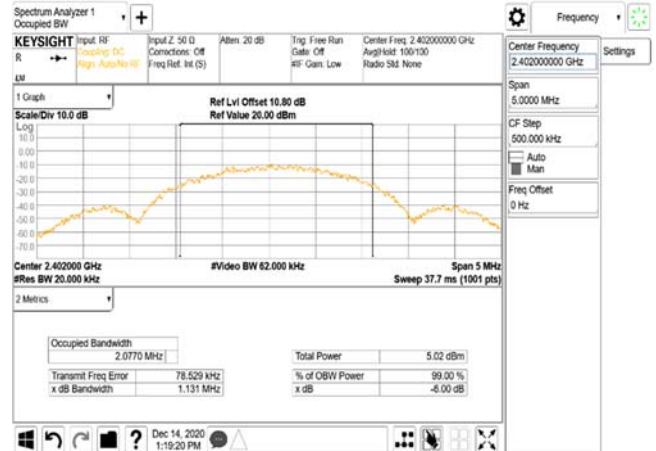 Spectrum Analyzer 1
Occupied BW
+
KEYSIGHT
R
Input: RF
Coupling: DC
Align: Auto/No RF
Input Z: 50 Ω
Corrections: Off
Freq Ref: Int (S)
Atten: 20 dB
Trig: Free Run
Gate: Off
#IF Gain: Low
Center Freq: 2.402000000 GHz
Avg|Hold: 100/100
Radio Std: None
1 Graph
Scale/Div 10.0 dB
Ref Lvl Offset 10.80 dB
Ref Value 20.00 dBm
Log
10.0
0.00
-10.0
-20.0
-30.0
-40.0
-50.0
-60.0
-70.0
Center 2.402000 GHz
#Res BW 20.000 kHz
#Video BW 62.000 kHz
Span 5 MHz
Sweep 37.7 ms (1001 pts)
2 Metrics
Occupied Bandwidth
2.0770 MHz
Transmit Freq Error 78.529 kHz
x dB Bandwidth 1.131 MHz
Total Power 5.02 dBm
% of OBW Power 99.00 %
x dB -6.00 dB
?
Dec 14, 2020
1:19:20 PM
Frequency
Center Frequency
2.402000000 GHz
Settings
Span
5.0000 MHz
CF Step
500.000 kHz
Auto
Man
Freq Offset
0 Hz